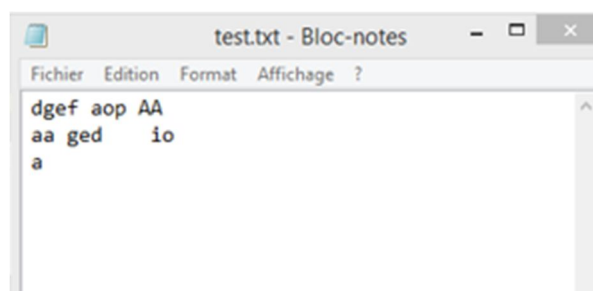 test.txt - Bloc-notes
Fichier Edition Format Affichage ?
dgef aop AA
aa ged    io
a